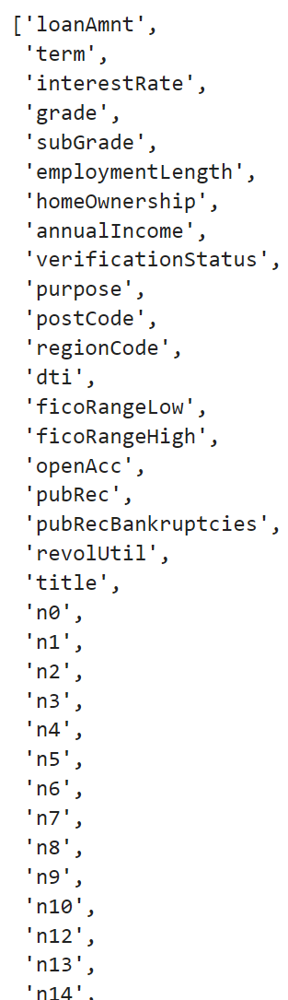 ['loanAmnt',
'term',
'interestRate',
'grade',
'subGrade',
'employmentLength',
'homeOwnership',
'annualIncome',
'verificationStatus',
'purpose',
'postCode',
'regionCode',
'dti',
'ficoRangeLow',
'ficoRangeHigh',
'openAcc',
'pubRec',
'pubRecBankruptcies',
'revolUtil',
'title',
'n0',
'n1',
'n2',
'n3',
'n4',
'n5',
'n6',
'n7',
'n8',
'n9',
'n10',
'n12',
'n13',
'n14',